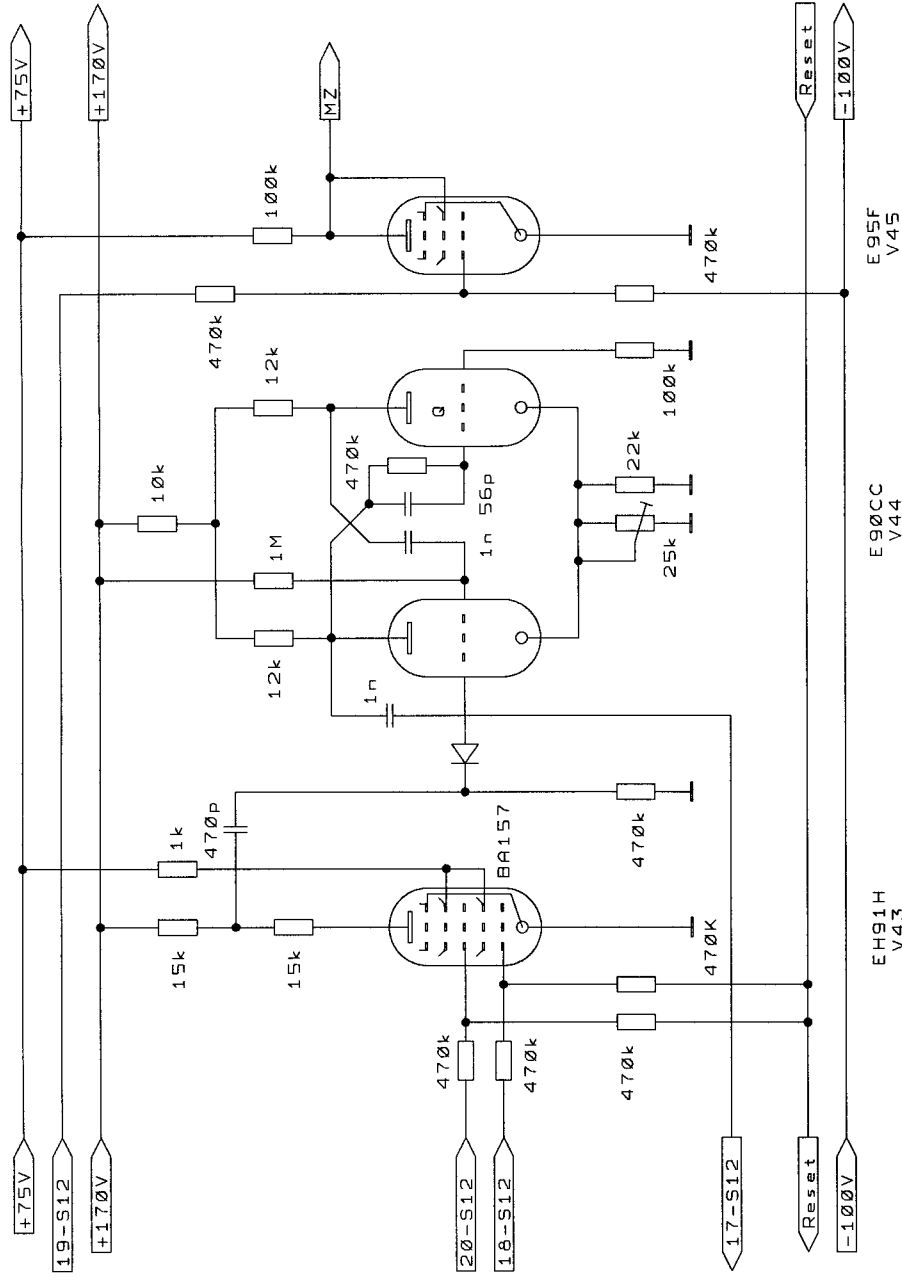 +75V
19-S12
+170V
20-S12
18-S12
17-S12
Reset
-100V
15k
15k
1k
470p
470k
470k
470k
470K
BA157
470k
1n
12k
1M
10k
12k
470k
1n
56p
Q
25k
22k
100k
470k
100k
470k
MZ
+75V
+170V
Reset
-100V
EH91H
V43
E90CC
V44
E95F
V45